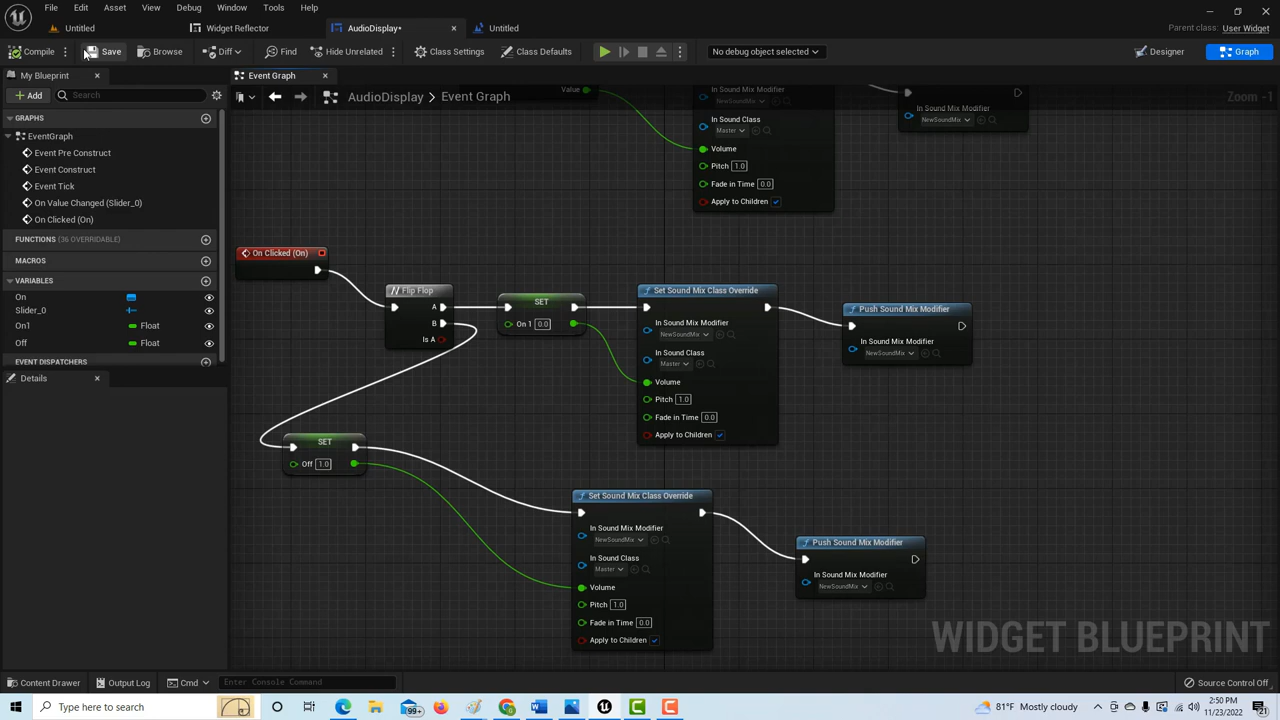 File Edit Asset View Debug Window Tools Help
Untitled
Widget Reflector
AudioDisplay*
Untitled
Parent class: User Widget
Compile
Save
Browse
Diff
Find
Hide Unrelated
Class Settings
Class Defaults
No debug object selected
Designer
Graph
My Blueprint
Event Graph
+ Add
Search
AudioDisplay > Event Graph
Zoom -1
GRAPHS
EventGraph
Event Pre Construct
Event Construct
Event Tick
On Value Changed (Slider_0)
On Clicked (On)
FUNCTIONS (36 OVERRIDABLE)
MACROS
VARIABLES
On
Slider_0
On1 Float
Off Float
EVENT DISPATCHERS
Details
Value
NewSoundMix
In Sound Class
Master
Volume
Pitch 1.0
Fade in Time 0.0
Apply to Children
In Sound Mix Modifier
NewSoundMix
On Clicked (On)
Flip Flop
A
B
Is A
SET
On 1 0.0
Set Sound Mix Class Override
In Sound Mix Modifier
NewSoundMix
In Sound Class
Master
Volume
Pitch 1.0
Fade in Time 0.0
Apply to Children
Push Sound Mix Modifier
In Sound Mix Modifier
NewSoundMix
SET
Off 1.0
Set Sound Mix Class Override
In Sound Mix Modifier
NewSoundMix
In Sound Class
Master
Volume
Pitch 1.0
Fade in Time 0.0
Apply to Children
Push Sound Mix Modifier
In Sound Mix Modifier
NewSoundMix
WIDGET BLUEPRINT
Content Drawer
Output Log
Cmd
Enter Console Command
Source Control Off
Type here to search
99+
81°F Mostly cloudy
2:50 PM
11/23/2022
21